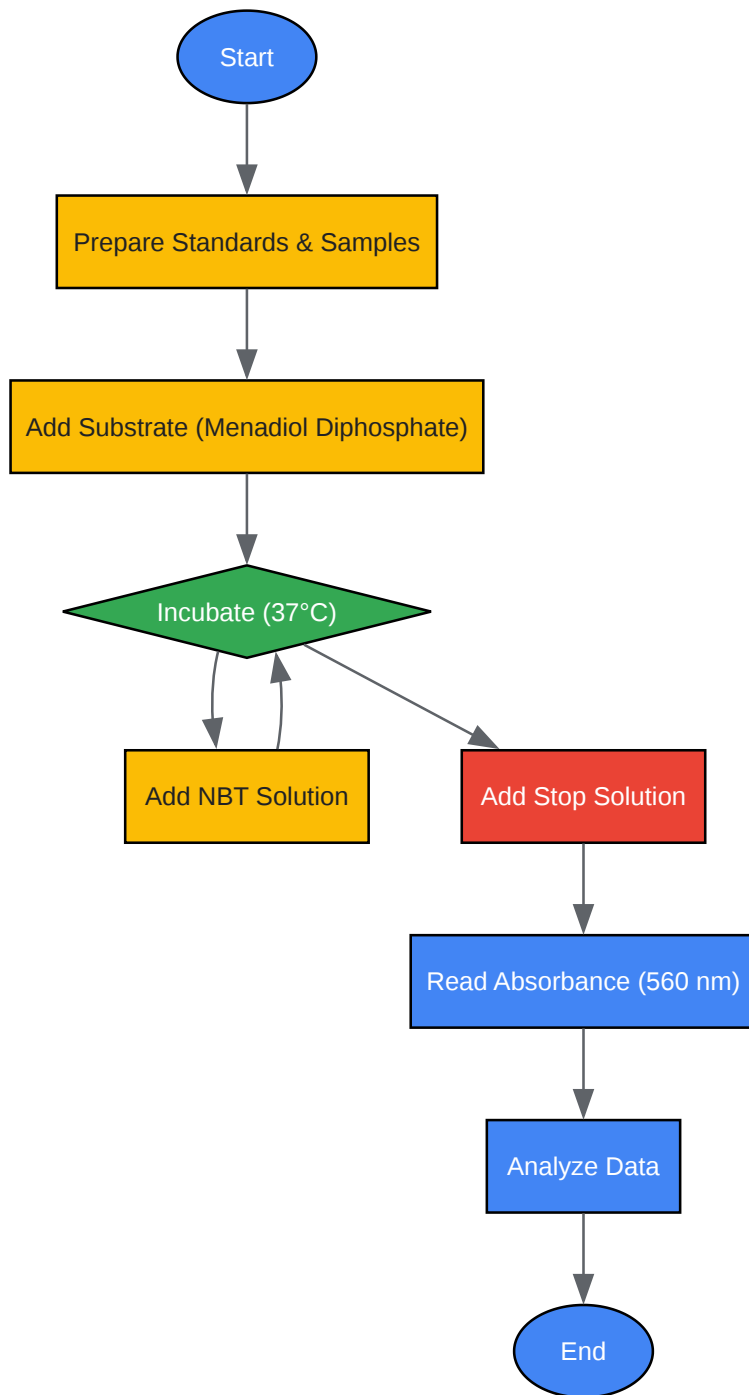 Start
Prepare Standards & Samples
Add Substrate (Menadiol Diphosphate)
Incubate (37°C)
Add NBT Solution
Add Stop Solution
Read Absorbance (560 nm)
Analyze Data
End